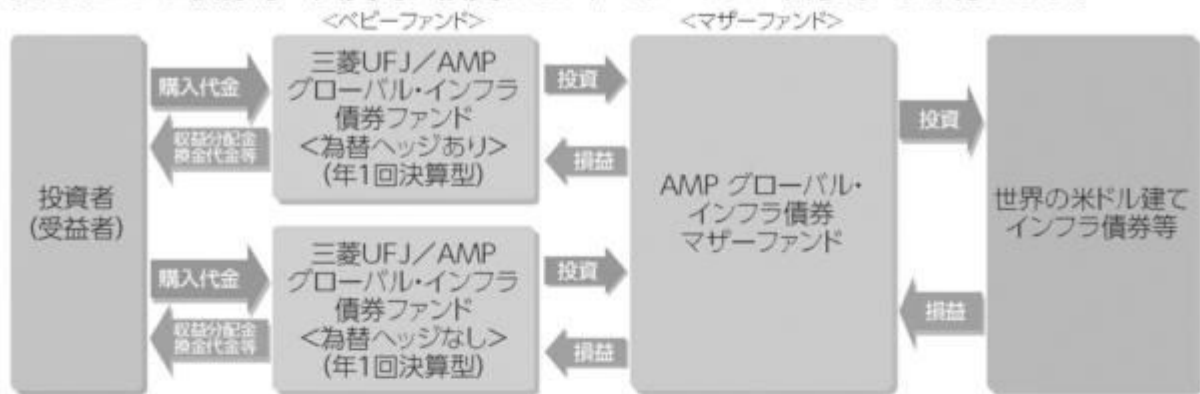 <ベビーファンド>
<マザーファンド>
投資者
(受益者)
購入代金
収益分配金
換金代金等
三菱UFJ/AMP
グローバル・インフラ
債券ファンド
<為替ヘッジあり>
(年1回決算型)
投資
損益
購入代金
収益分配金
換金代金等
三菱UFJ/AMP
グローバル・インフラ
債券ファンド
<為替ヘッジなし>
(年1回決算型)
投資
損益
AMP グローバル・
インフラ債券
マザーファンド
投資
損益
世界の米ドル建て
インフラ債券等